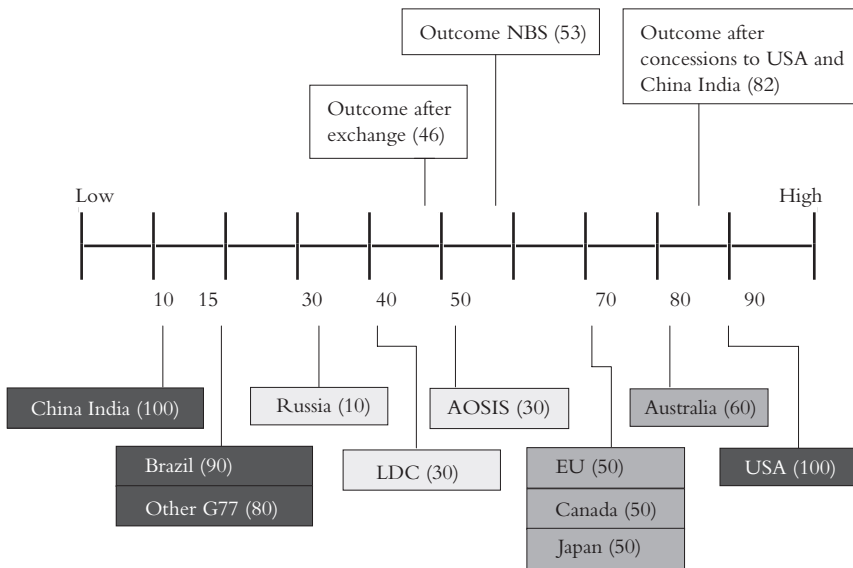 Outcome NBS (53)
Outcome after
concessions to USA and
China India (82)
Outcome after
exchange (46)
Low
High
10 15 30 40 50 70 80 90
China India (100)
Russia (10)
AOSIS (30)
Australia (60)
Brazil (90)
Other G77 (80)
LDC (30)
EU (50)
Canada (50)
Japan (50)
USA (100)